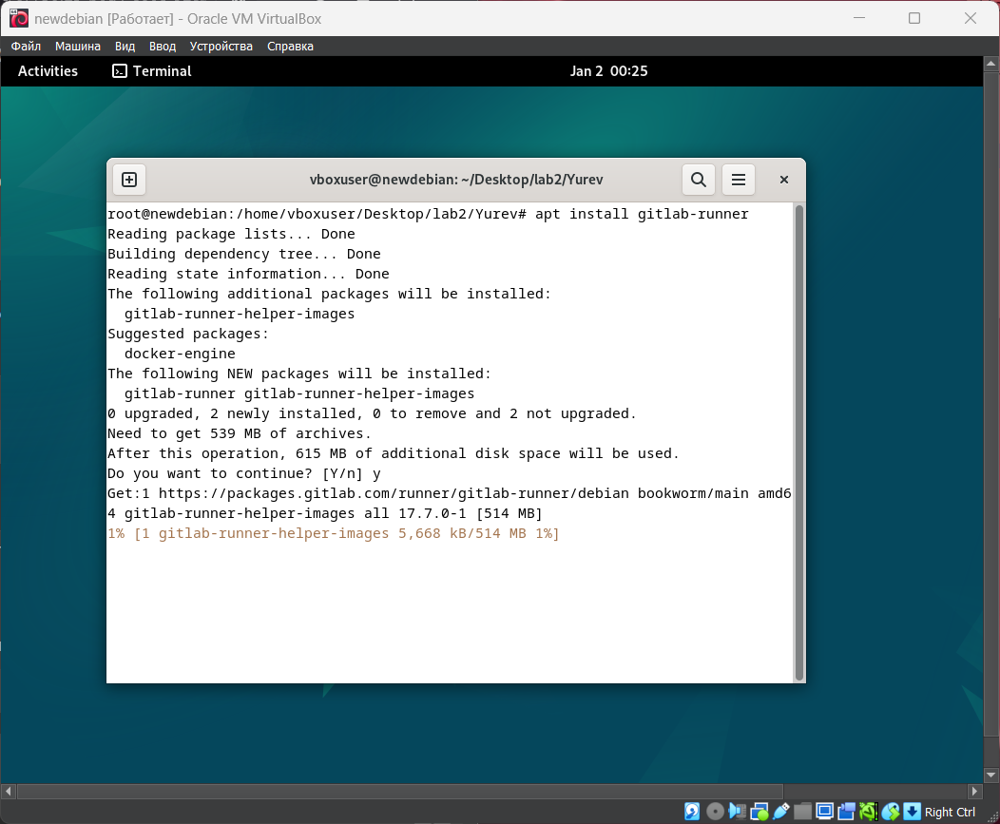 newdebian [Работает] - Oracle VM VirtualBox
Файл Машина Вид Ввод Устройства Справка
Activities Terminal Jan 2 00:25
vboxuser@newdebian: ~/Desktop/lab2/Yurev
root@newdebian:/home/vboxuser/Desktop/lab2/Yurev# apt install gitlab-runner
Reading package lists... Done
Building dependency tree... Done
Reading state information... Done
The following additional packages will be installed:
gitlab-runner-helper-images
Suggested packages:
docker-engine
The following NEW packages will be installed:
gitlab-runner gitlab-runner-helper-images
0 upgraded, 2 newly installed, 0 to remove and 2 not upgraded.
Need to get 539 MB of archives.
After this operation, 615 MB of additional disk space will be used.
Do you want to continue? [Y/n] y
Get:1 https://packages.gitlab.com/runner/gitlab-runner/debian bookworm/main amd6
4 gitlab-runner-helper-images all 17.7.0-1 [514 MB]
1% [1 gitlab-runner-helper-images 5,668 kB/514 MB 1%]
Right Ctrl